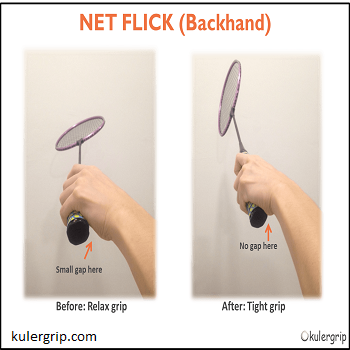 NET FLICK (Backhand)
Small gap here
No gap here
Before: Relax grip
After: Tight grip
kulergrip.com
kulergrip